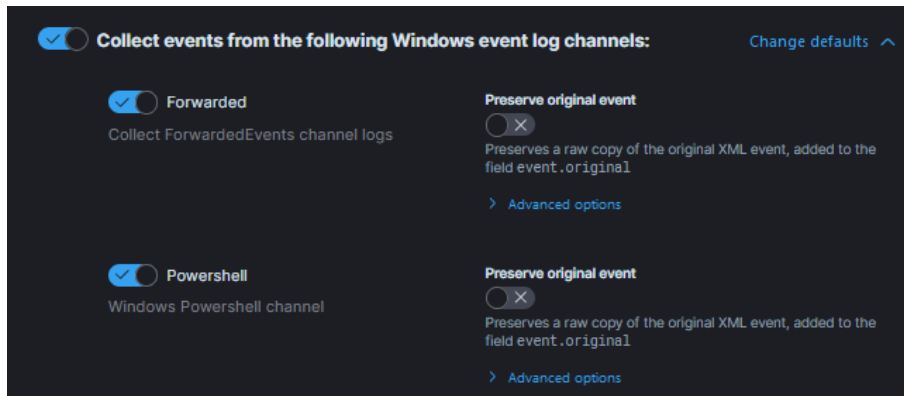 Collect events from the following Windows event log channels:
Change defaults
Forwarded
Collect ForwardedEvents channel logs
Preserve original event
Preserves a raw copy of the original XML event, added to the
field event.original
Advanced options
Powershell
Windows Powershell channel
Preserve original event
Preserves a raw copy of the original XML event, added to the
field event.original
Advanced options